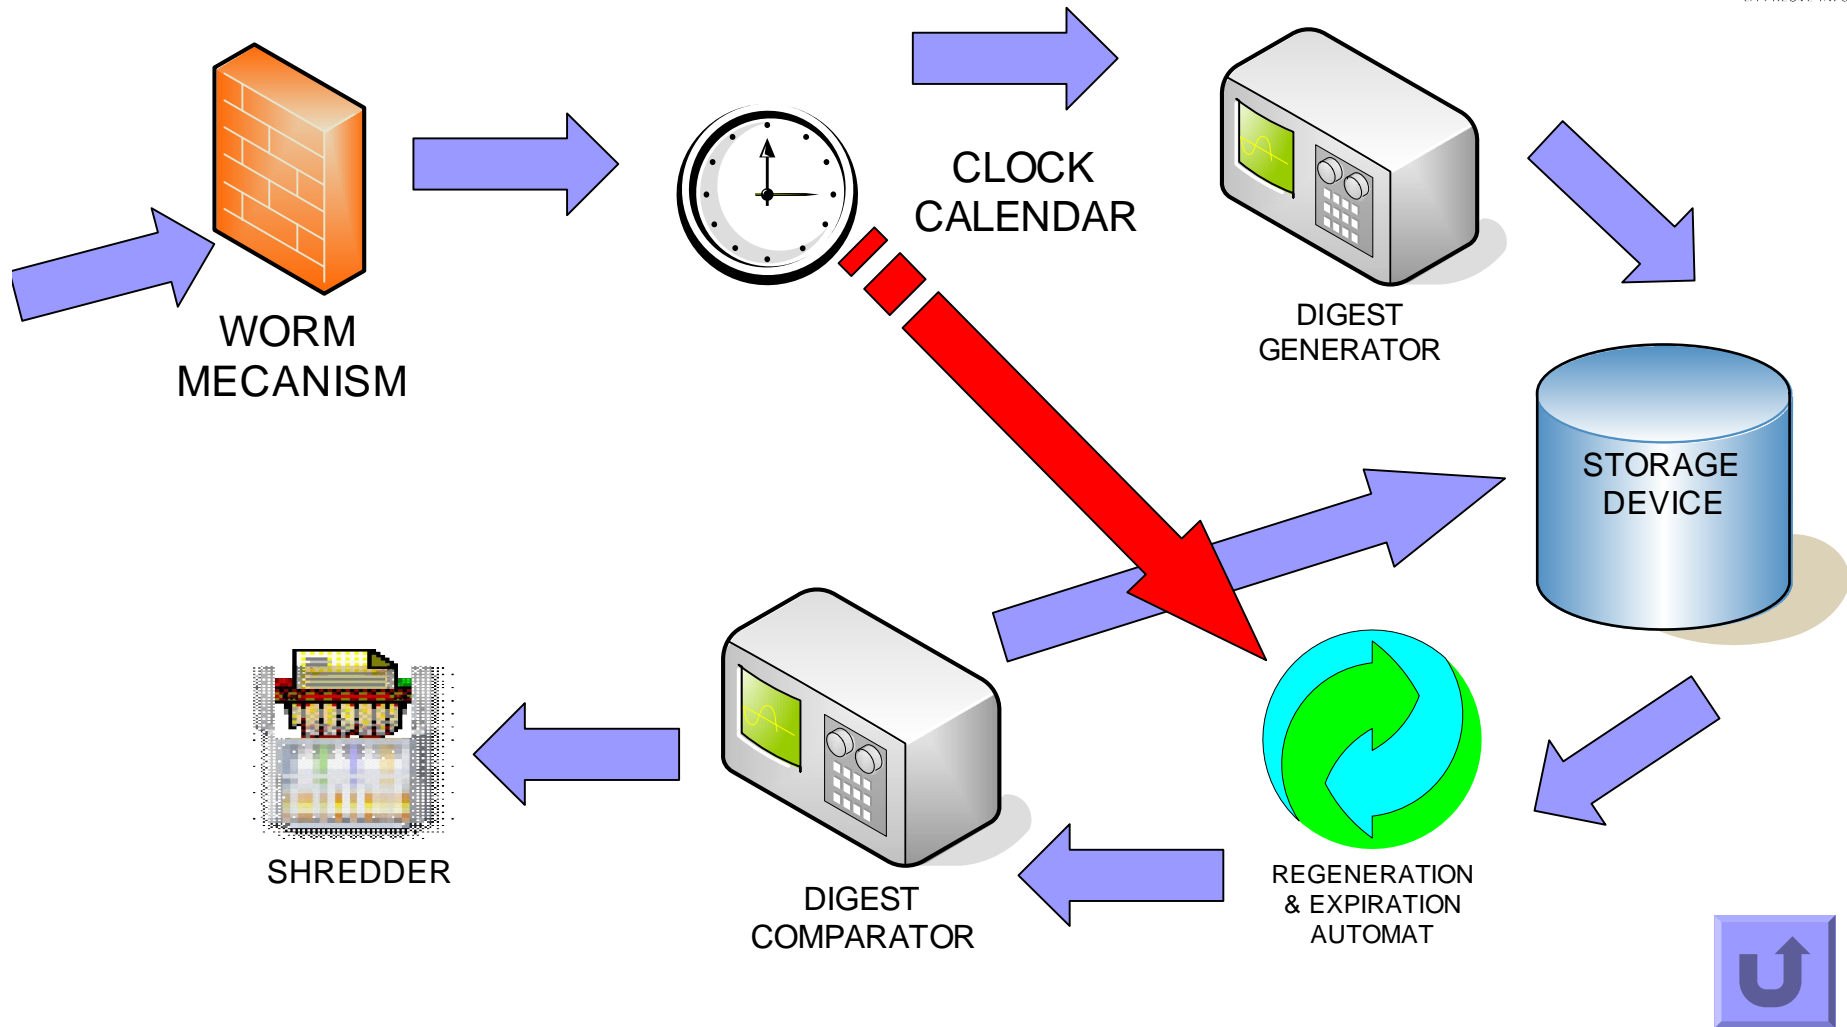 WORM
MECANISM
CLOCK
CALENDAR
DIGEST
GENERATOR
STORAGE
DEVICE
SHREDDER
DIGEST
COMPARATOR
REGENERATION
& EXPIRATION
AUTOMAT